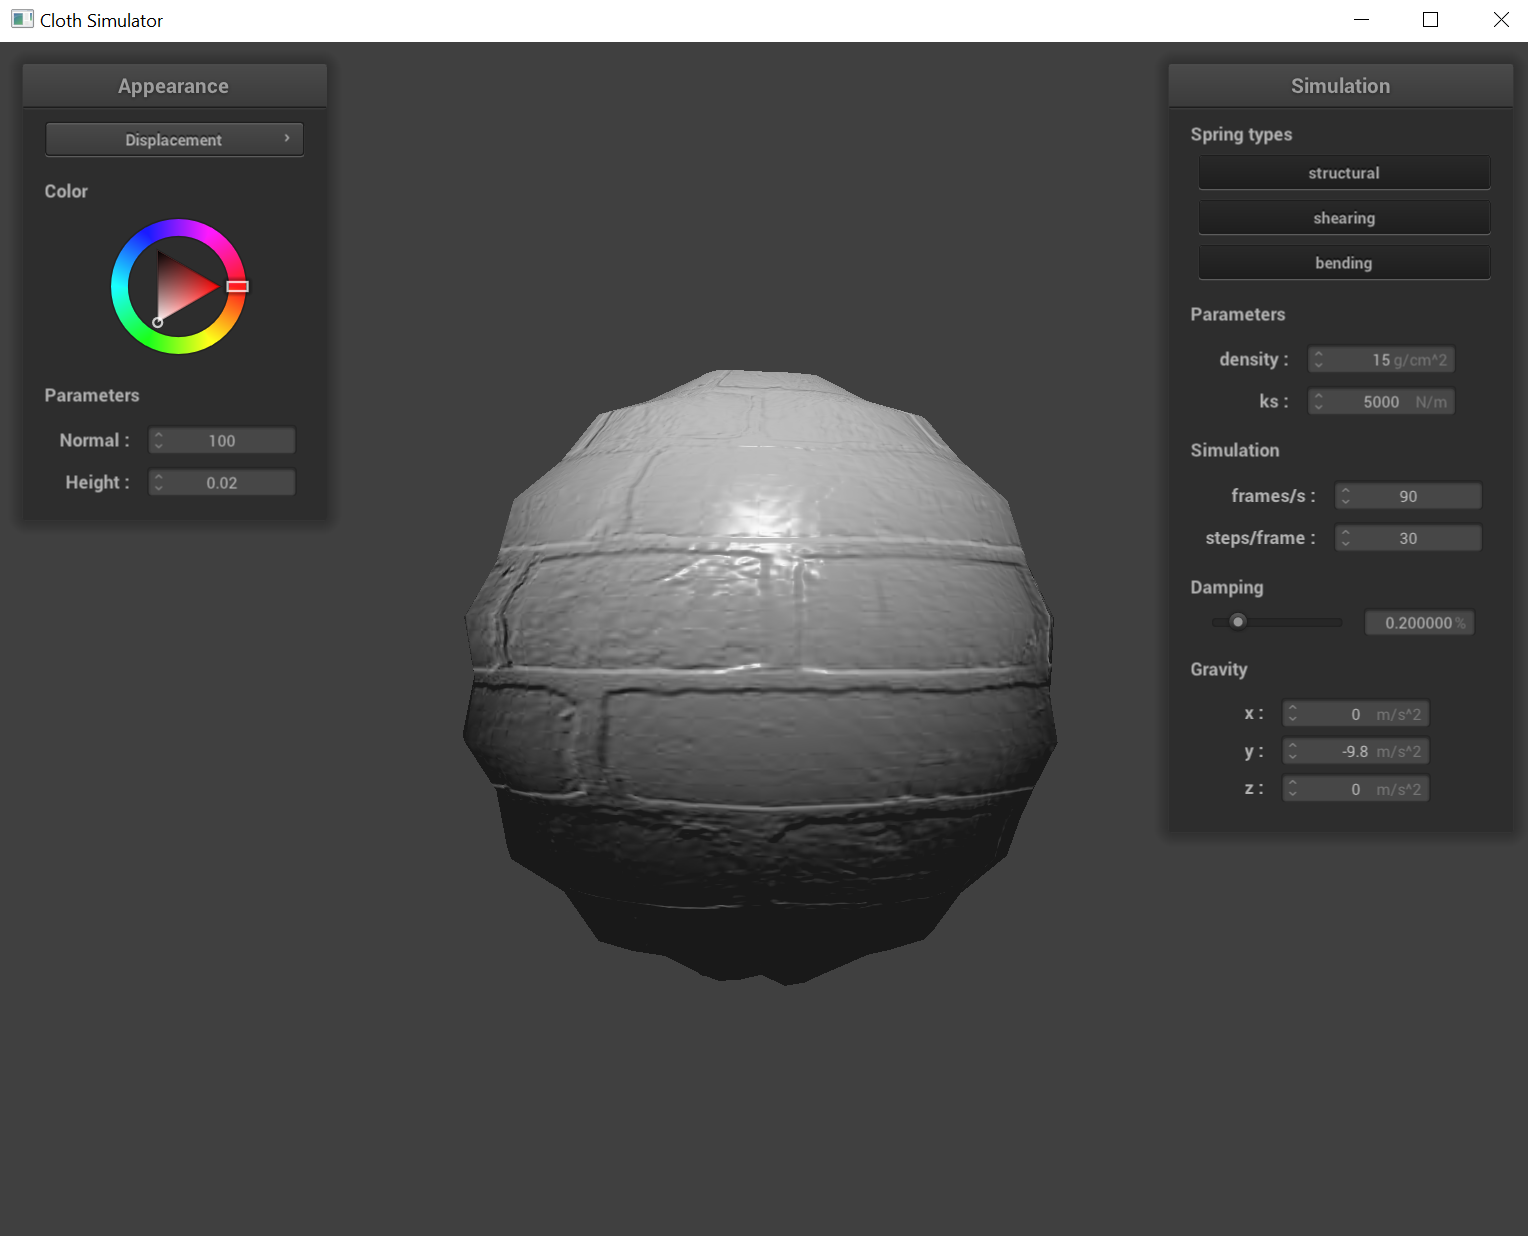 Cloth Simulator
Appearance
Displacement
Color
Parameters
Normal : 100
Height : 0.02
Simulation
Spring types
structural
shearing
bending
Parameters
density : 15 g/cm^2
ks : 5000 N/m
Simulation
frames/s : 90
steps/frame : 30
Damping
0.200000 %
Gravity
x : 0 m/s^2
y : -9.8 m/s^2
z : 0 m/s^2